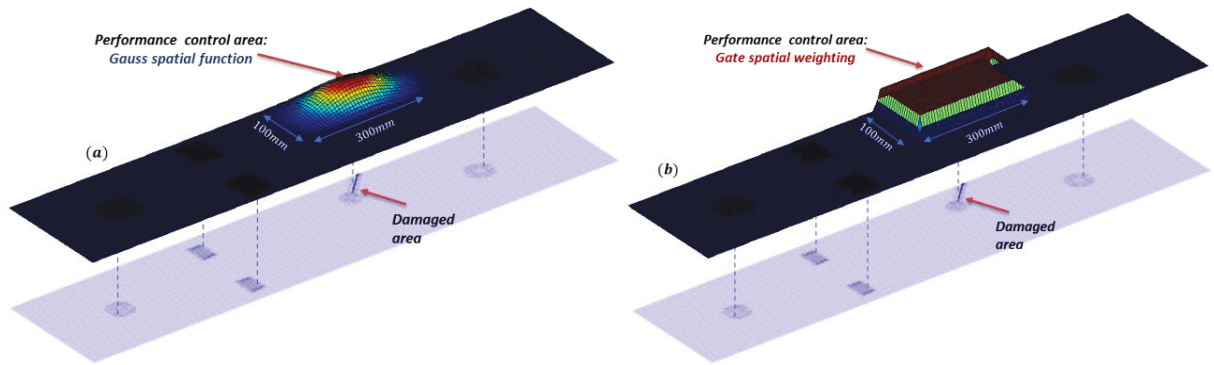 Performance control area:
Gauss spatial function
100mm
300mm
(a)
Damaged
area
Performance control area:
Gate spatial weighting
100mm
300mm
(b)
Damaged
area